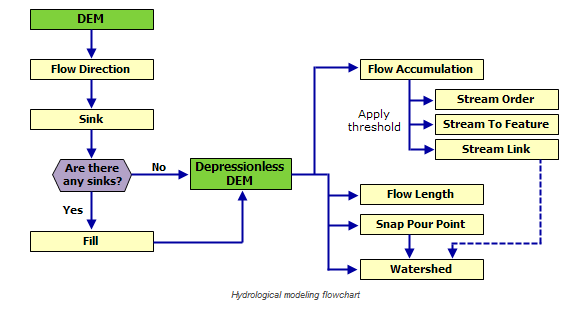 DEM
Flow Direction
Sink
Are there
any sinks?
No
Yes
Fill
Depressionless
DEM
Flow Accumulation
Apply
threshold
Stream Order
Stream To Feature
Stream Link
Flow Length
Snap Pour Point
Watershed
Hydrological modeling flowchart